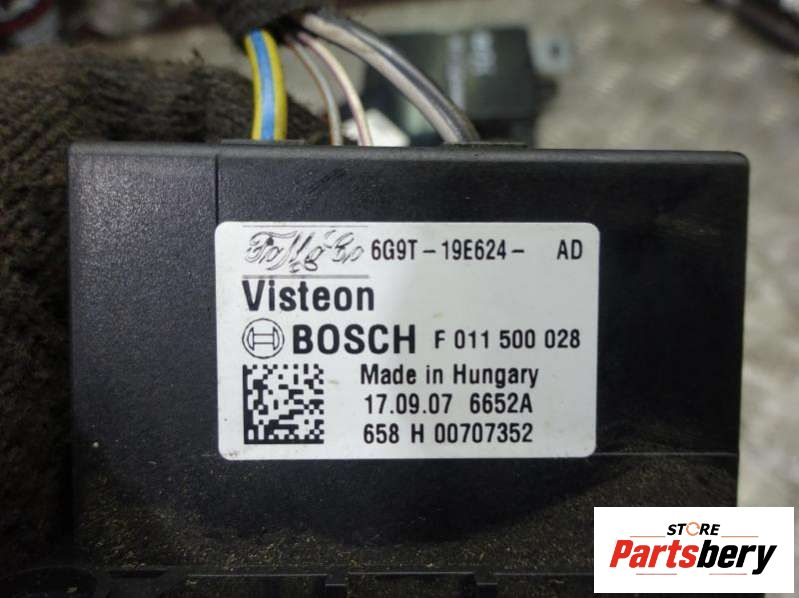 FoMoCo 6G9T-19E624- AD
Visteon
BOSCH F 011 500 028
Made in Hungary
17.09.07 6652A
658 H 00707352
STORE
Partsbery